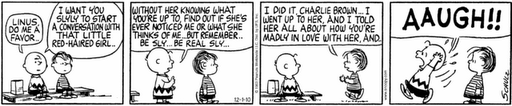 LINUS,
DO ME A
FAVOR..
I WANT YOU
SLYLY TO START
A CONVERSATION WITH
THAT LITTLE
RED-HAIRED GIRL..
WITHOUT HER KNOWING WHAT
YOU'RE UP TO, FIND OUT IF SHE'S
EVER NOTICED ME OR WHAT SHE
THINKS OF ME...BUT REMEMBER..
BE SLY...BE REAL SLY...
12-1-10
I DID IT, CHARLIE BROWN... I
WENT UP TO HER, AND I TOLD
HER ALL ABOUT HOW YOU'RE
MADLY IN LOVE WITH HER, AND..
AAUGH!!
SCHULZ